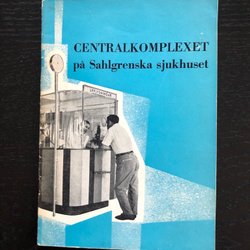 CENTRALKOMPLEXET
på Sahlgrenska sjukhuset